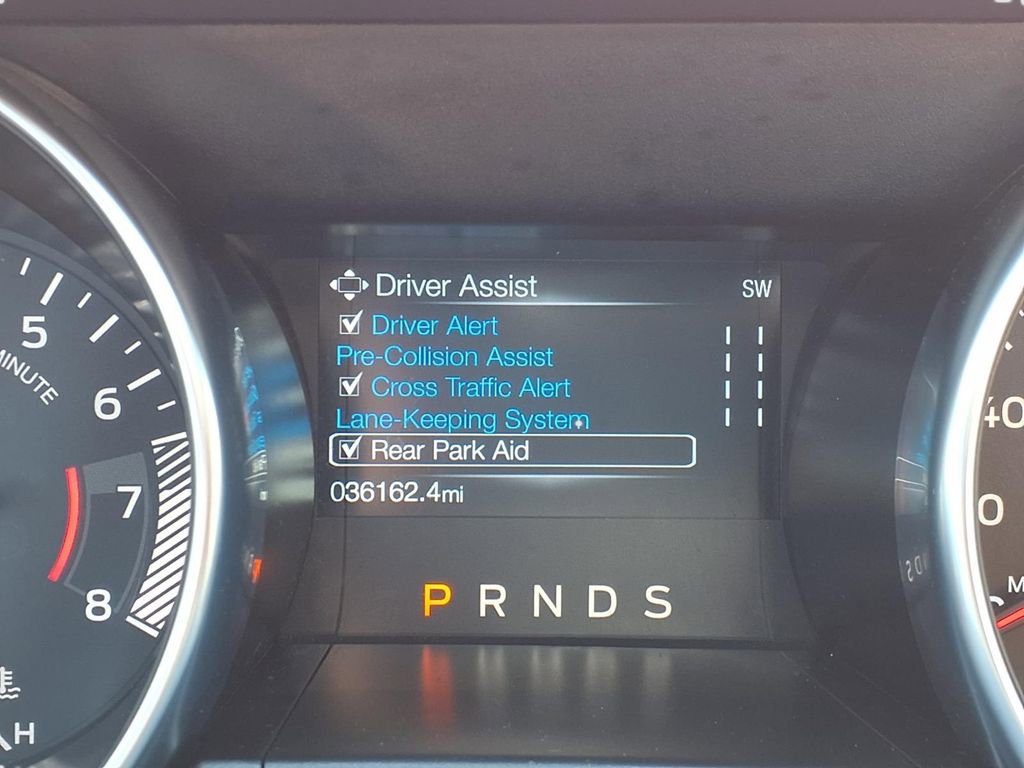 Driver Assist SW
Driver Alert
Pre-Collision Assist
Cross Traffic Alert
Lane-Keeping System
Rear Park Aid
036162.4mi
P R N D S
5
MINUTE
6
7
8
H
40
0
M